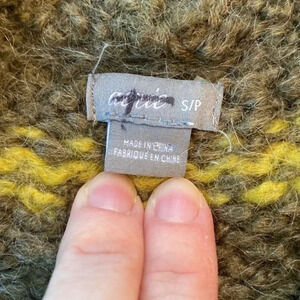 aerie S/P
MADE IN CHINA
FABRIQUÉ EN CHINE